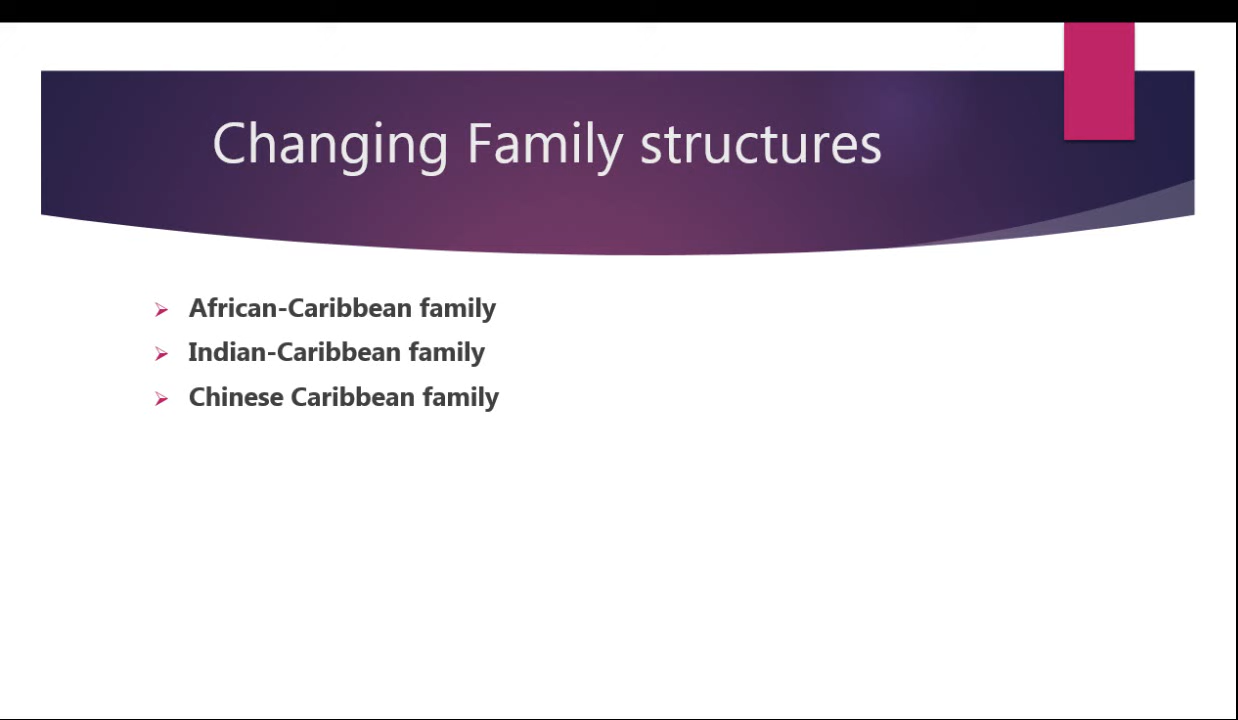 Changing Family structures
African-Caribbean family
Indian-Caribbean family
Chinese Caribbean family